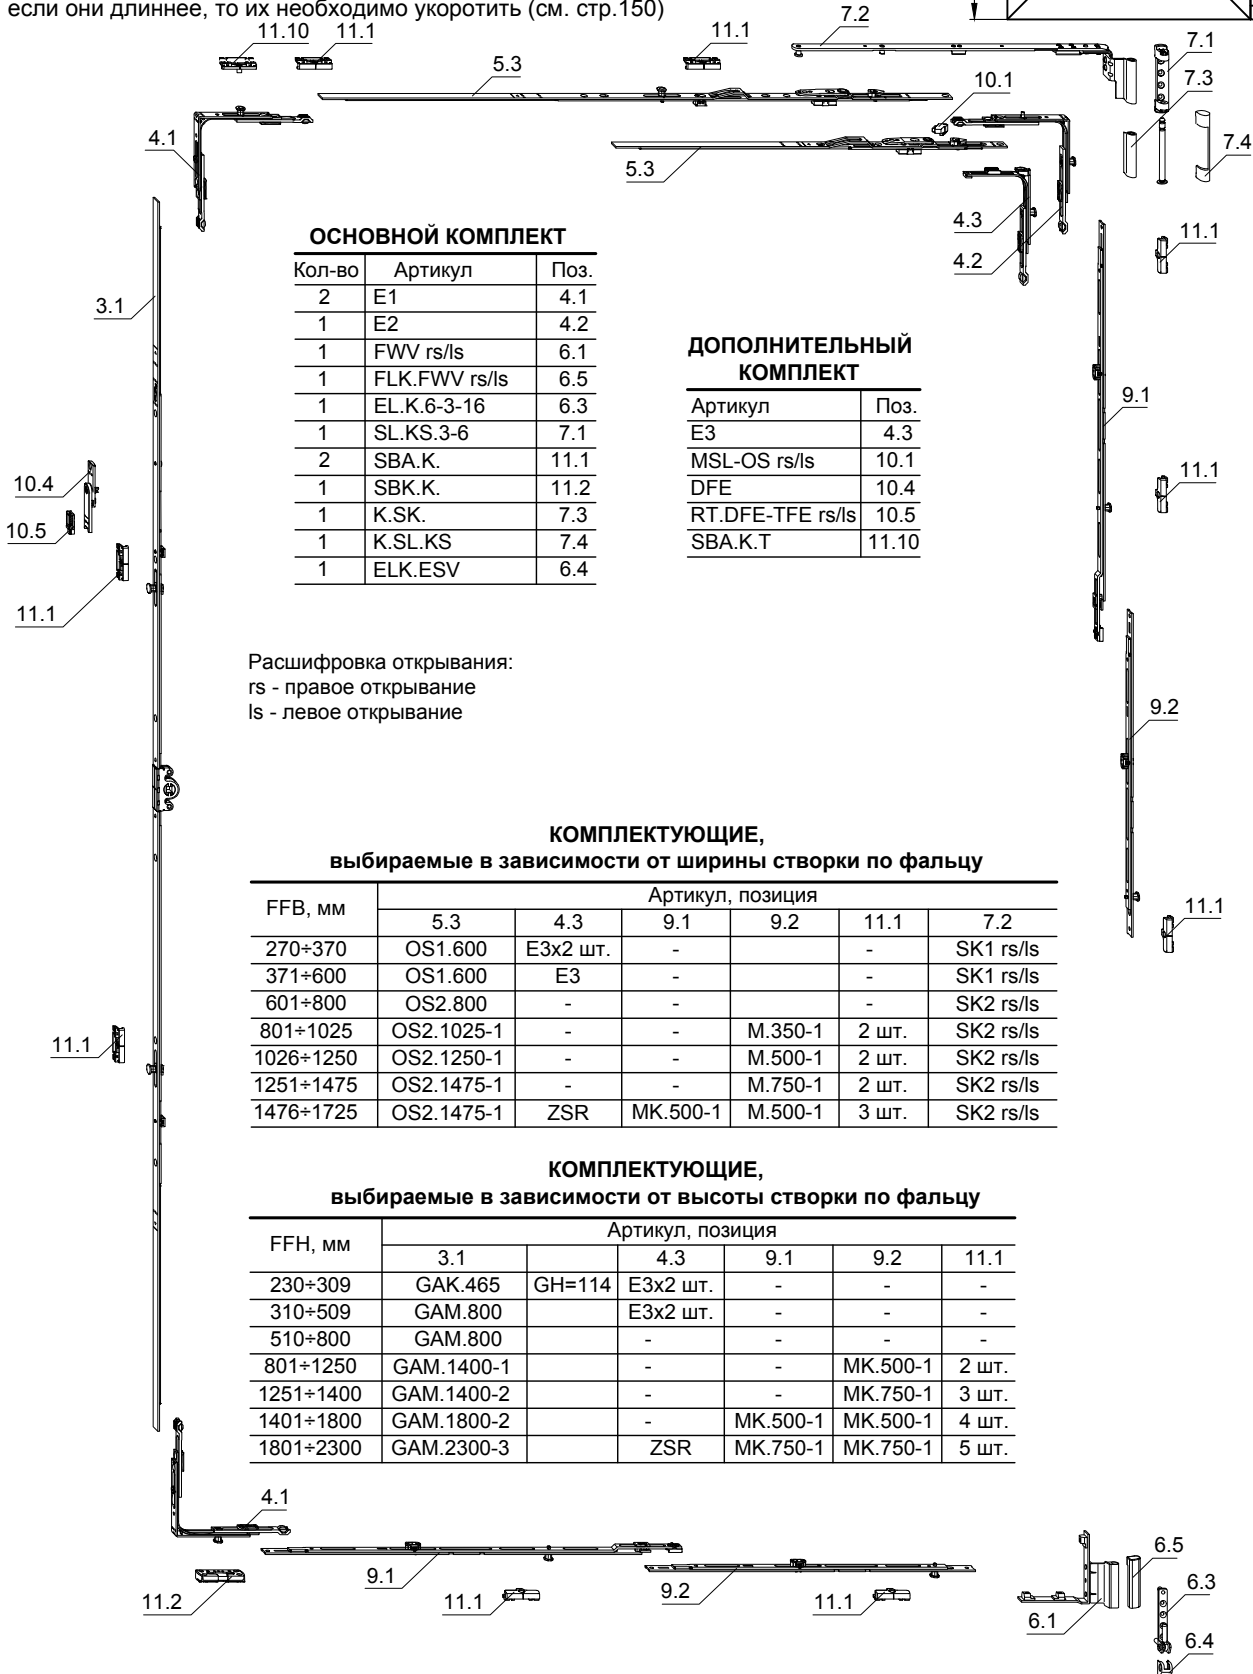 если они длиннее, то их необходимо укоротить (см. стр.150)
11.10
11.1
11.1
7.2
7.1
5.3
7.3
10.1
4.1
7.4
5.3
4.3
11.1
4.2
3.1
ОСНОВНОЙ КОМПЛЕКТ
Кол-во Артикул Поз.
2 E1 4.1
1 E2 4.2
1 FWV rs/ls 6.1
1 FLK.FWV rs/ls 6.5
1 EL.K.6-3-16 6.3
1 SL.KS.3-6 7.1
2 SBA.K. 11.1
1 SBK.K. 11.2
1 K.SK. 7.3
1 K.SL.KS 7.4
1 ELK.ESV 6.4
ДОПОЛНИТЕЛЬНЫЙ
КОМПЛЕКТ
Артикул Поз.
E3 4.3
MSL-OS rs/ls 10.1
DFE 10.4
RT.DFE-TFE rs/ls 10.5
SBA.K.T 11.10
9.1
10.4
11.1
10.5
11.1
Расшифровка открывания:
rs - правое открывание
ls - левое открывание
9.2
КОМПЛЕКТУЮЩИЕ,
выбираемые в зависимости от ширины створки по фальцу
FFB, мм Артикул, позиция
5.3 4.3 9.1 9.2 11.1 7.2
270÷370 OS1.600 E3x2 шт. - - SK1 rs/ls
371÷600 OS1.600 E3 - - SK1 rs/ls
601÷800 OS2.800 - - - SK2 rs/ls
801÷1025 OS2.1025-1 - - M.350-1 2 шт. SK2 rs/ls
1026÷1250 OS2.1250-1 - - M.500-1 2 шт. SK2 rs/ls
1251÷1475 OS2.1475-1 - - M.750-1 2 шт. SK2 rs/ls
1476÷1725 OS2.1475-1 ZSR MK.500-1 M.500-1 3 шт. SK2 rs/ls
11.1
11.1
КОМПЛЕКТУЮЩИЕ,
выбираемые в зависимости от высоты створки по фальцу
FFH, мм Артикул, позиция
3.1 4.3 9.1 9.2 11.1
230÷309 GAK.465 GH=114 E3x2 шт. - - -
310÷509 GAM.800 E3x2 шт. - - -
510÷800 GAM.800 - - - -
801÷1250 GAM.1400-1 - - MK.500-1 2 шт.
1251÷1400 GAM.1400-2 - - MK.750-1 3 шт.
1401÷1800 GAM.1800-2 - MK.500-1 MK.500-1 4 шт.
1801÷2300 GAM.2300-3 ZSR MK.750-1 MK.750-1 5 шт.
4.1
6.5
9.1
6.3
11.2
11.1
9.2
11.1
6.1
6.4